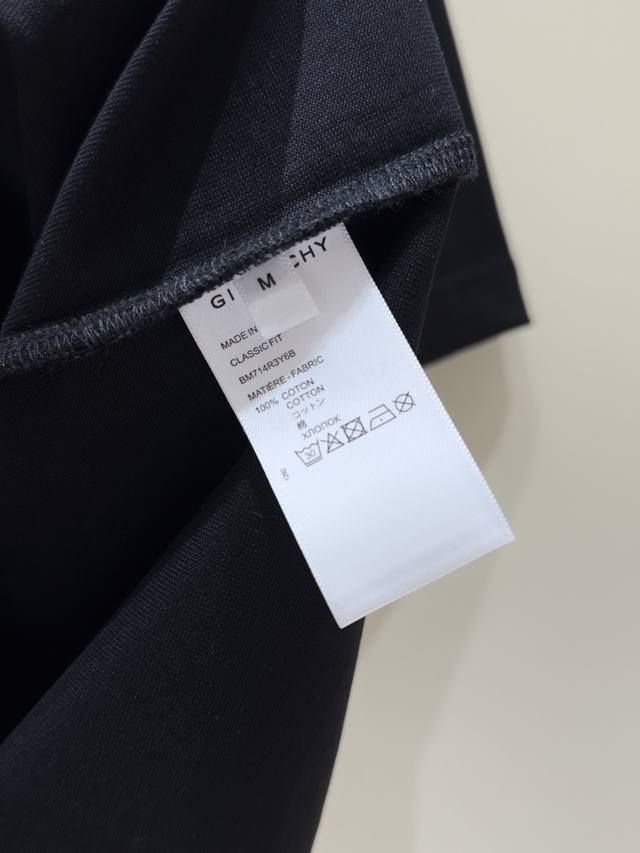 GI CHY
M
MADE IN
CLASSIC FIT
BM714R3Y6B
MATIÈRE - FABRIC
100% COTON
COTTON
コットン
棉
ХЛОПОК
30